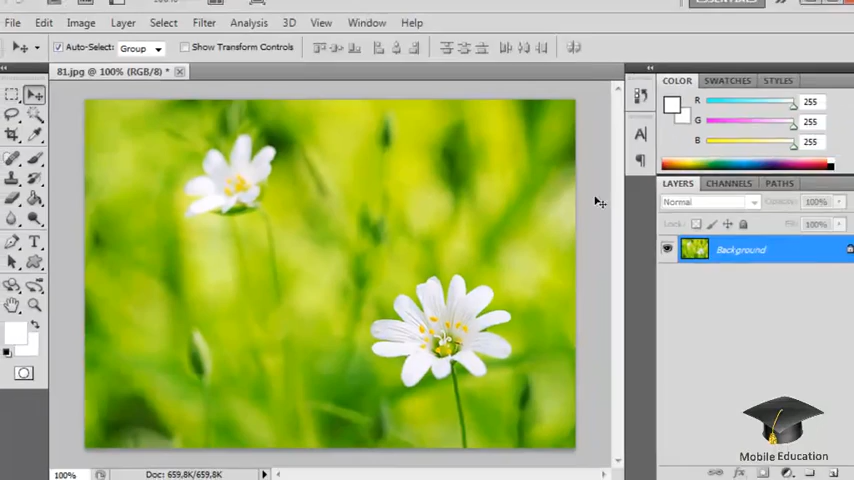 ESSENTIALS
File Edit Image Layer Select Filter Analysis 3D View Window Help
Auto-Select: Group Show Transform Controls
81.jpg @ 100% (RGB/8) *
COLOR SWATCHES STYLES
R 255
G 255
B 255
A
T
LAYERS CHANNELS PATHS
Normal Opacity: 100%
Lock: Fill: 100%
Background
Mobile Education
100% Doc: 659,8K/659,8K
fx